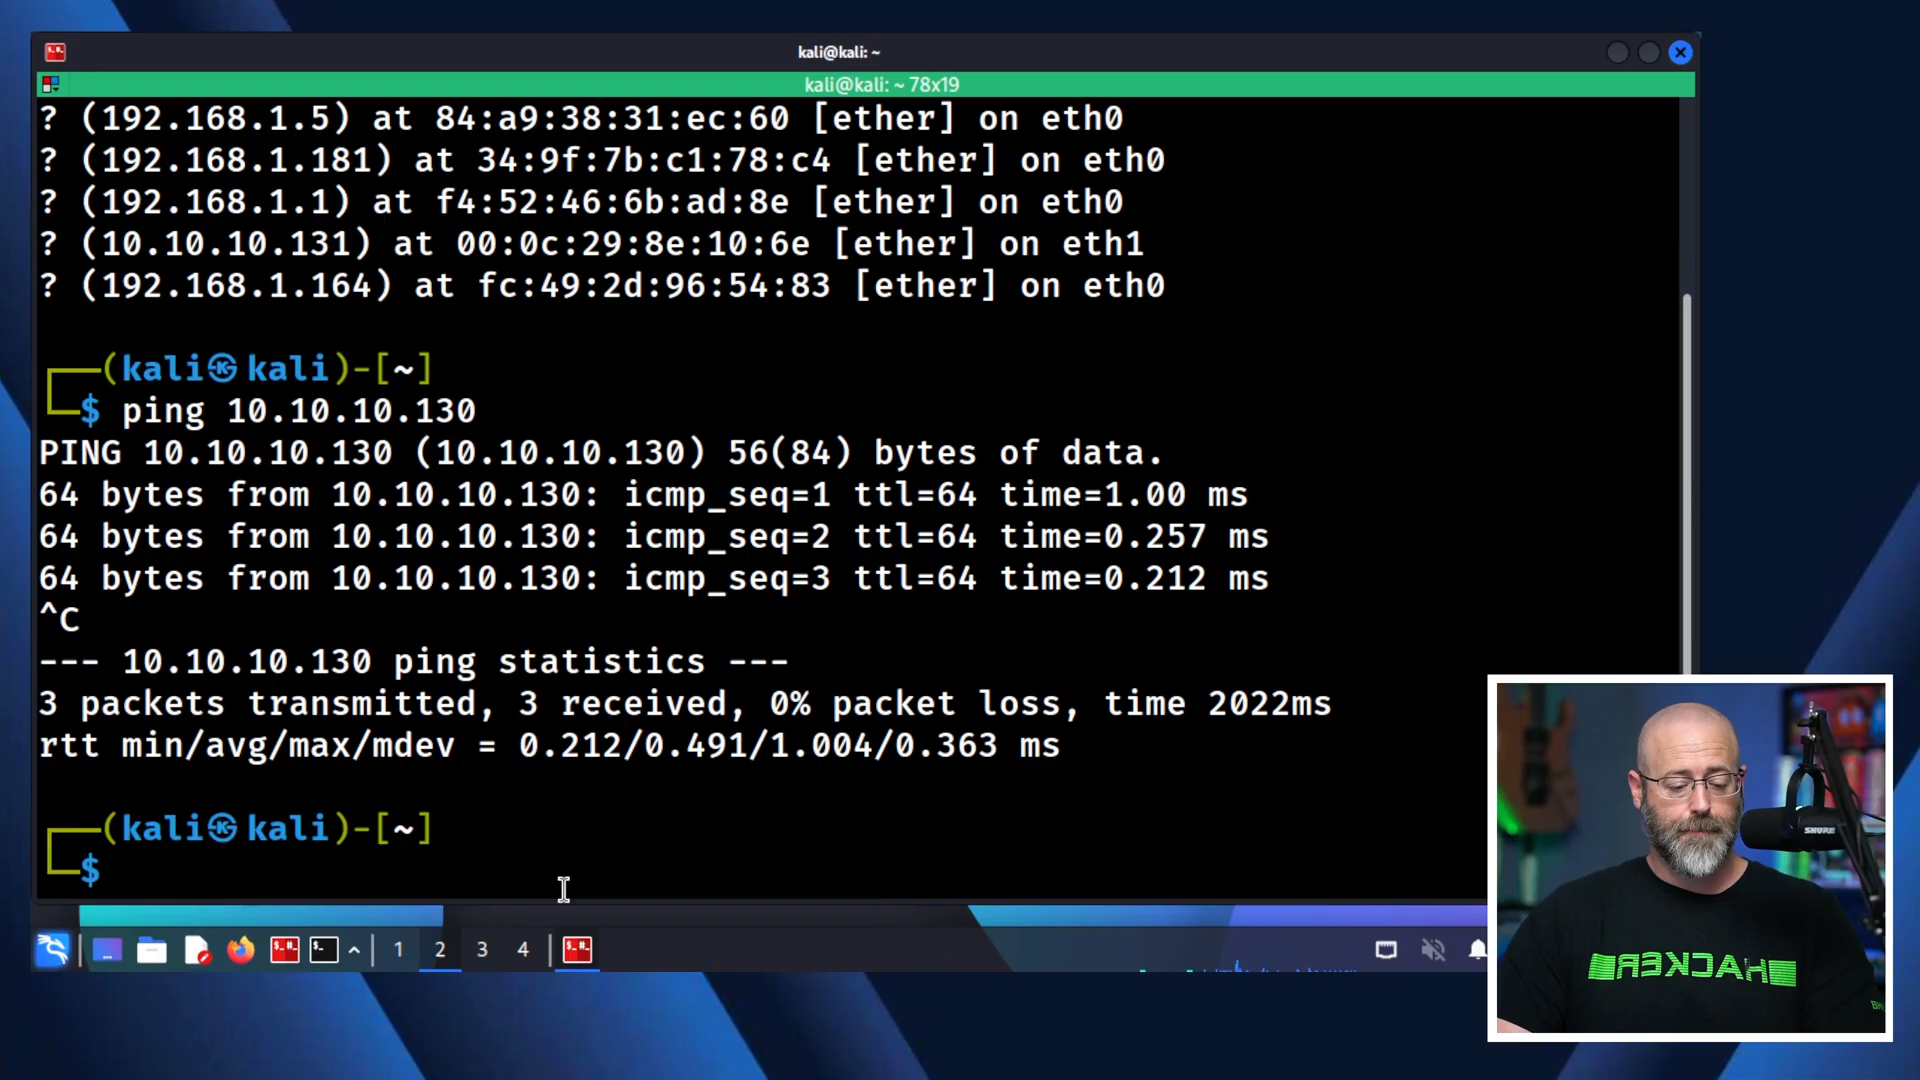 kali@kali: ~
kali@kali: ~ 78x19
? (192.168.1.5) at 84:a9:38:31:ec:60 [ether] on eth0
? (192.168.1.181) at 34:9f:7b:c1:78:c4 [ether] on eth0
? (192.168.1.1) at f4:52:46:6b:ad:8e [ether] on eth0
? (10.10.10.131) at 00:0c:29:8e:10:6e [ether] on eth1
? (192.168.1.164) at fc:49:2d:96:54:83 [ether] on eth0
┌──(kali㉿kali)-[~]
└─$ ping 10.10.10.130
PING 10.10.10.130 (10.10.10.130) 56(84) bytes of data.
64 bytes from 10.10.10.130: icmp_seq=1 ttl=64 time=1.00 ms
64 bytes from 10.10.10.130: icmp_seq=2 ttl=64 time=0.257 ms
64 bytes from 10.10.10.130: icmp_seq=3 ttl=64 time=0.212 ms
^C
--- 10.10.10.130 ping statistics ---
3 packets transmitted, 3 received, 0% packet loss, time 2022ms
rtt min/avg/max/mdev = 0.212/0.491/1.004/0.363 ms
┌──(kali㉿kali)-[~]
└─$
SHURE
HACKER
1 2 3 4